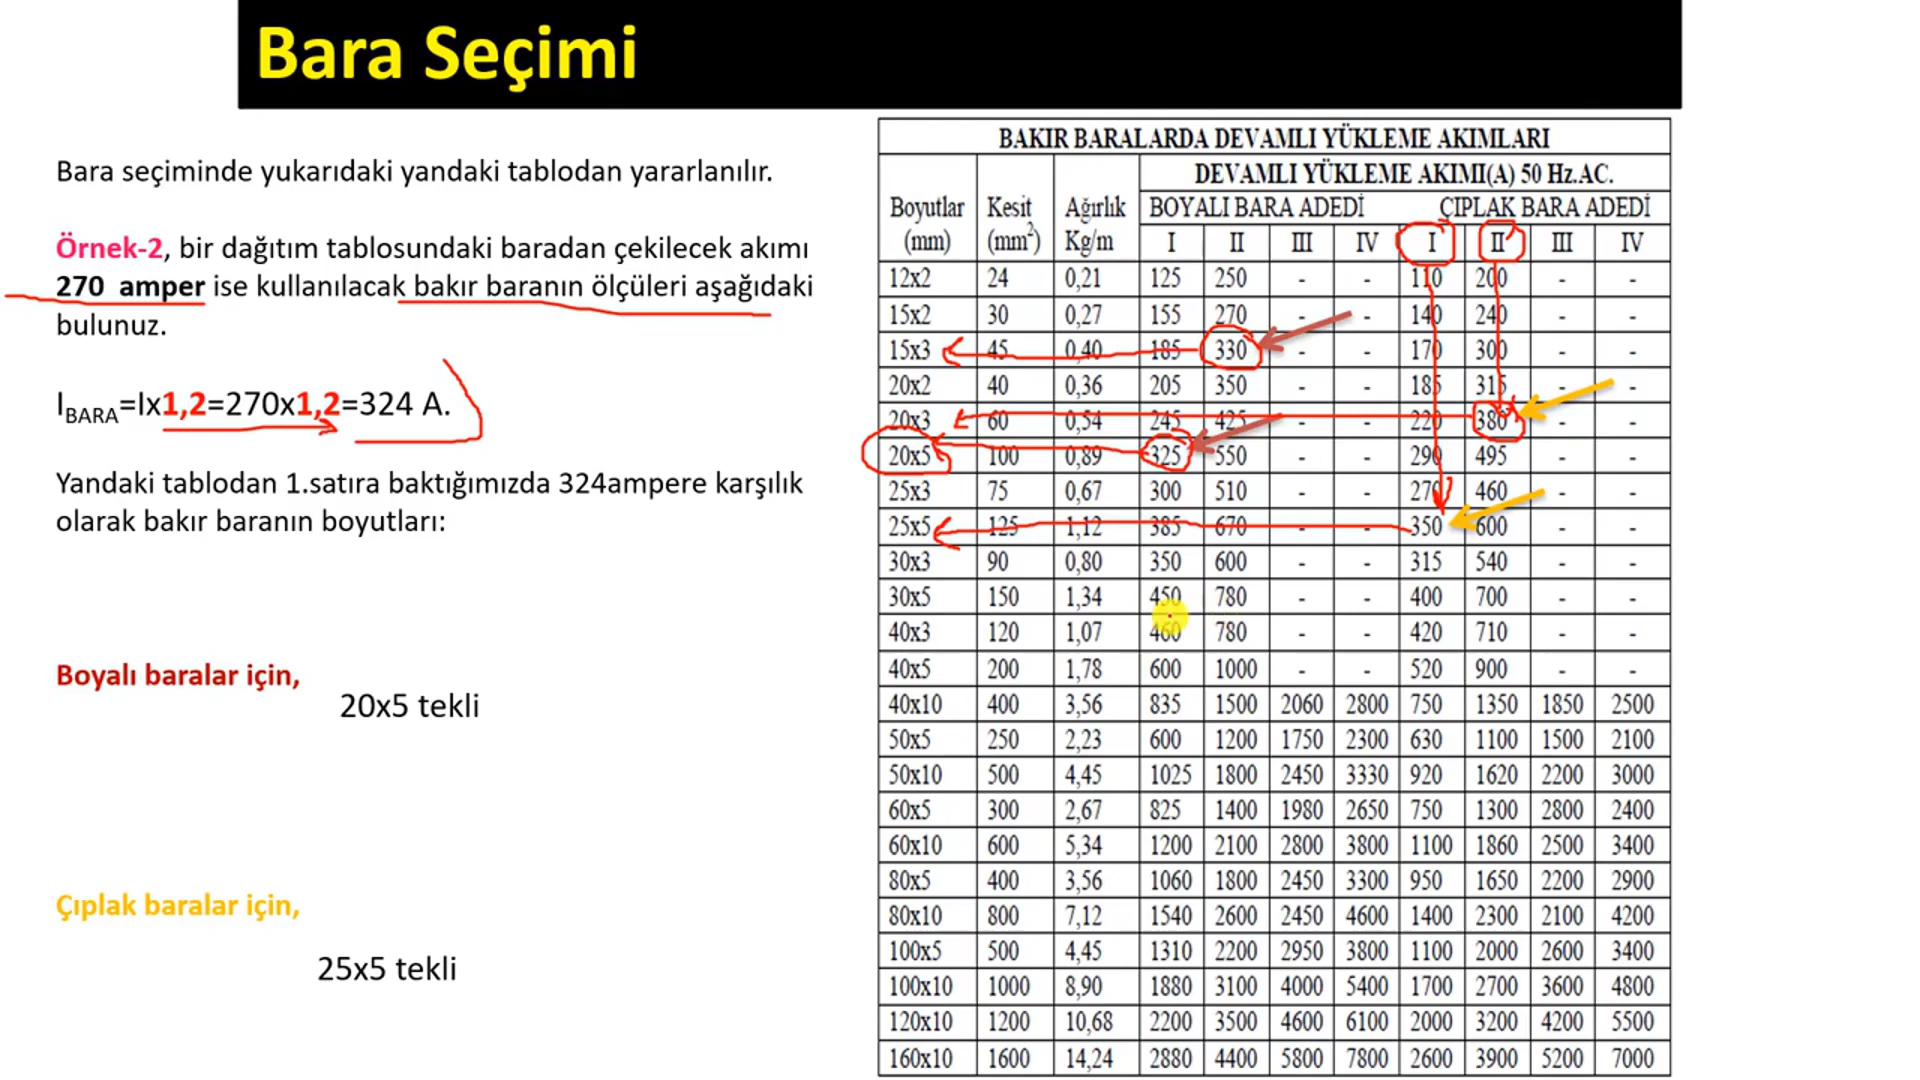 Bara Seçimi
Bara seçiminde yukarıdaki yandaki tablodan yararlanılır.
Örnek-2, bir dağıtım tablosundaki baradan çekilecek akımı
270 amper ise kullanılacak bakır baranın ölçüleri aşağıdaki
bulunuz.
IBARA=Ix1,2=270x1,2=324 A.
Yandaki tablodan 1.satıra baktığımızda 324ampere karşılık
olarak bakır baranın boyutları:
Boyalı baralar için,
20x5 tekli
Çıplak baralar için,
25x5 tekli
BAKIR BARALARDA DEVAMLI YÜKLEME AKIMLARI
DEVAMLI YÜKLEME AKIMI(A) 50 Hz.AC.
Boyutlar Kesit Ağırlık BOYALI BARA ADEDİ ÇIPLAK BARA ADEDİ
(mm) (mm²) Kg/m I II III IV I II III IV
12x2 24 0,21 125 250 - - 110 200 - -
15x2 30 0,27 155 270 - - 140 240 - -
15x3 45 0,40 185 330 - - 170 300 - -
20x2 40 0,36 205 350 - - 185 315 - -
20x3 60 0,54 245 425 - - 220 380 - -
20x5 100 0,89 325 550 - - 290 495 - -
25x3 75 0,67 300 510 - - 270 460 - -
25x5 125 1,12 385 670 - - 350 600 - -
30x3 90 0,80 350 600 - - 315 540 - -
30x5 150 1,34 450 780 - - 400 700 - -
40x3 120 1,07 460 780 - - 420 710 - -
40x5 200 1,78 600 1000 - - 520 900 - -
40x10 400 3,56 835 1500 2060 2800 750 1350 1850 2500
50x5 250 2,23 600 1200 1750 2300 630 1100 1500 2100
50x10 500 4,45 1025 1800 2450 3330 920 1620 2200 3000
60x5 300 2,67 825 1400 1980 2650 750 1300 2800 2400
60x10 600 5,34 1200 2100 2800 3800 1100 1860 2500 3400
80x5 400 3,56 1060 1800 2450 3300 950 1650 2200 2900
80x10 800 7,12 1540 2600 2450 4600 1400 2300 2100 4200
100x5 500 4,45 1310 2200 2950 3800 1100 2000 2600 3400
100x10 1000 8,90 1880 3100 4000 5400 1700 2700 3600 4800
120x10 1200 10,68 2200 3500 4600 6100 2000 3200 4200 5500
160x10 1600 14,24 2880 4400 5800 7800 2600 3900 5200 7000